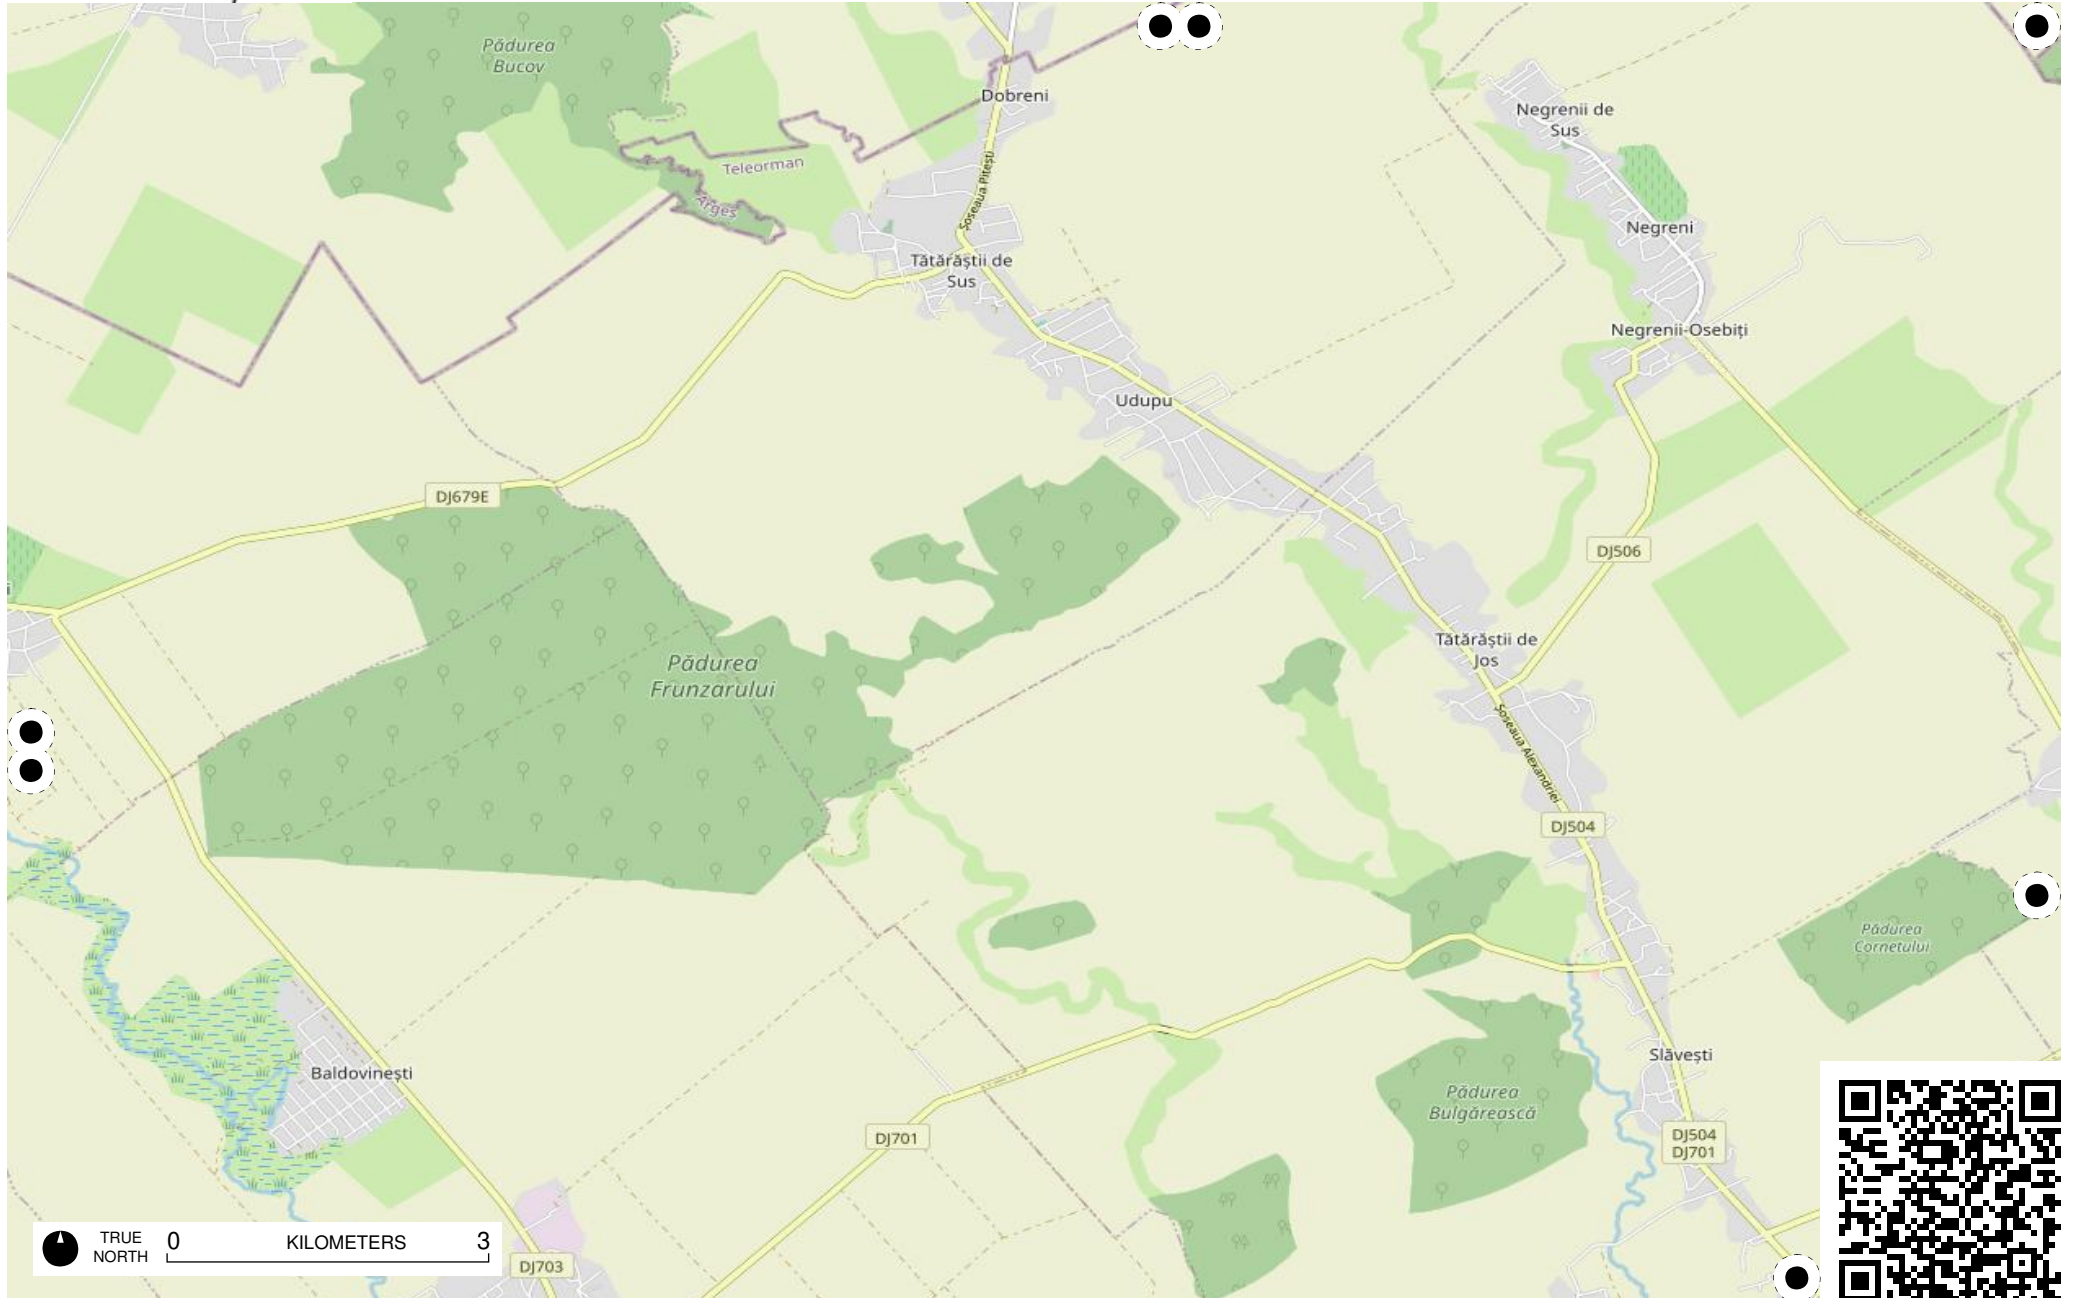 Pădurea
Bucov
Dobreni
Negrenii de
Sus
Teleorman
Argeș
Șoseaua Pitești
Negreni
Tătărăștii de
Sus
Negrenii-Osebiți
Udupu
DJ679E
DJ506
Tătărăștii de
Jos
Pădurea
Frunzarului
Șoseaua Alexandriei
DJ504
Pădurea
Cornetului
Slăvești
Baldovinești
Pădurea
Bulgărească
DJ701
DJ504
DJ701
TRUE
NORTH
0 KILOMETERS 3
DJ703